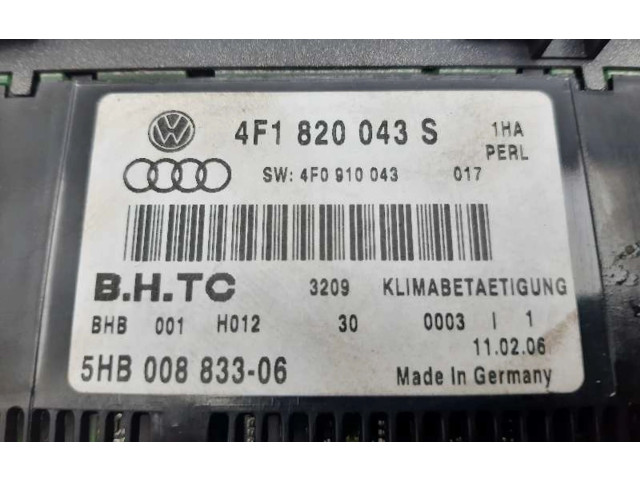 VW
4F1 820 043 S 1HA
PERL
SW: 4F0 910 043 017
B.H.TC 3209 KLIMABETAETIGUNG
BHB 001 H012 30 0003 I 1
11.02.06
5HB 008 833-06 Made In Germany